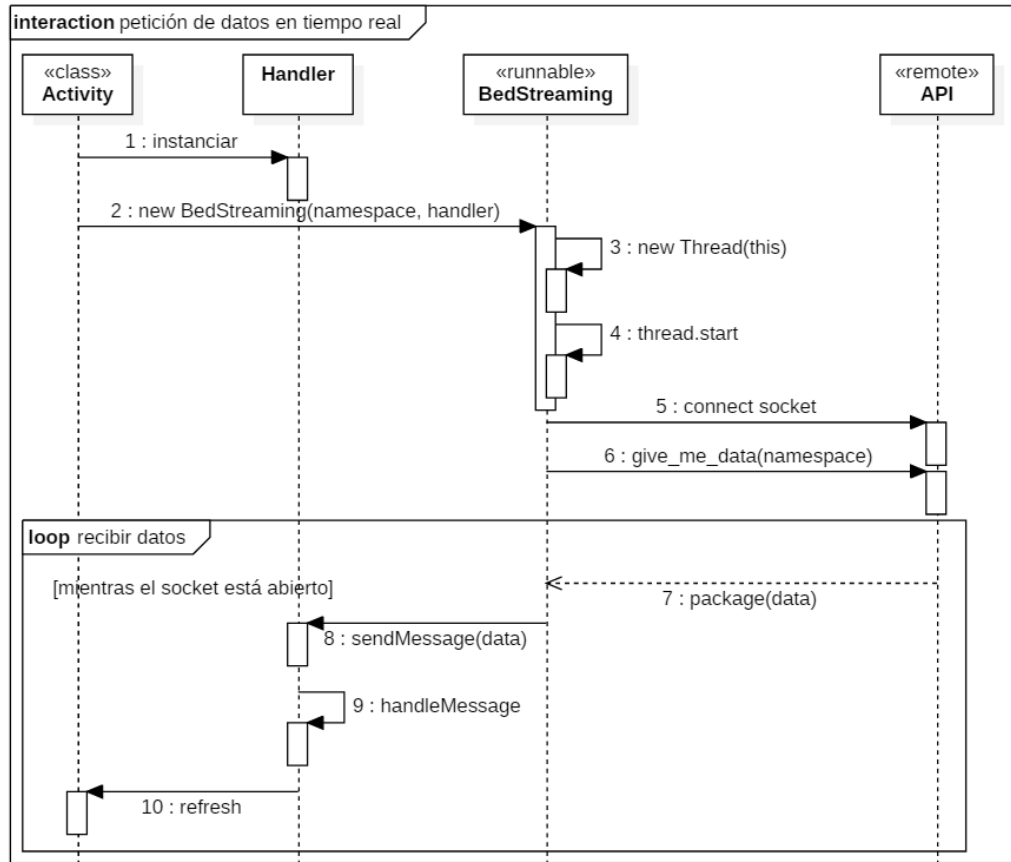 interaction petición de datos en tiempo real
«class»
Activity
Handler
«runnable»
BedStreaming
«remote»
API
1 : instanciar
2 : new BedStreaming(namespace, handler)
3 : new Thread(this)
4 : thread.start
5 : connect socket
6 : give_me_data(namespace)
loop recibir datos
[mientras el socket está abierto]
7 : package(data)
8 : sendMessage(data)
9 : handleMessage
10 : refresh